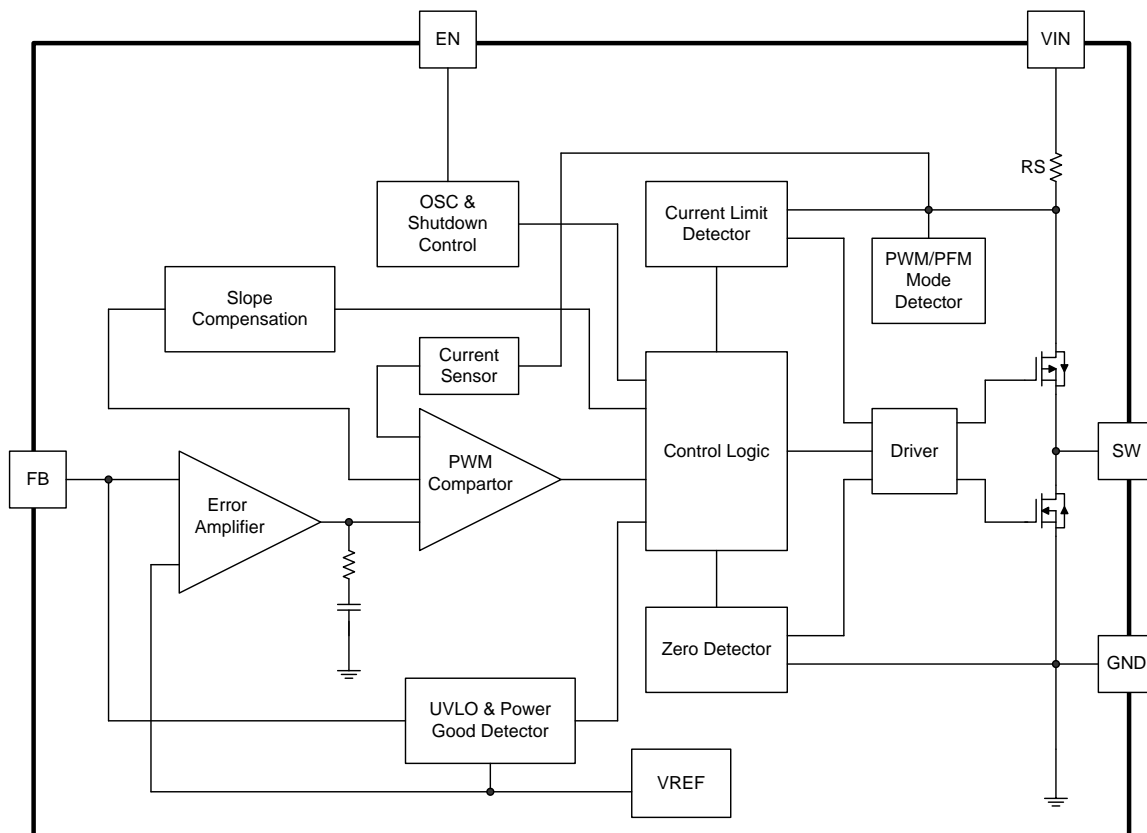 EN
VIN
RS
OSC &
Shutdown
Control
Current Limit
Detector
PWM/PFM
Mode
Detector
Slope
Compensation
Current
Sensor
PWM
Compartor
Control Logic
Driver
SW
FB
Error
Amplifier
Zero Detector
GND
UVLO & Power
Good Detector
VREF